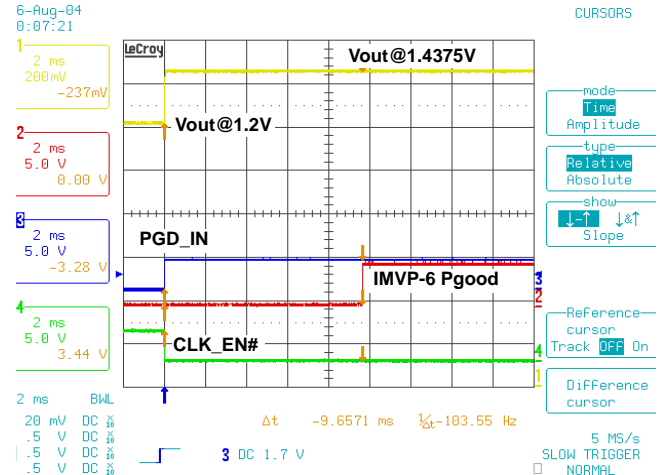 6-Aug-04
0:07:21
CURSORS
1
2 ms
200mV
-237mV
LeCroy
Vout@1.4375V
Vout@1.2V
mode
Time
Amplitude
2
2 ms
5.0 V
0.00 V
type
Relative
Absolute
show
↓-↑ ↓&↑
Slope
3
2 ms
5.0 V
-3.28 V
PGD_IN
IMVP-6 Pgood
3
2
4
2 ms
5.0 V
3.44 V
CLK_EN#
Reference
cursor
Track OFF On
4
1
Difference
cursor
2 ms BWL
20 mV DC
.5 V DC
.5 V DC
.5 V DC
Δt -9.6571 ms 1/Δt -103.55 Hz
3 DC 1.7 V
5 MS/s
SLOW TRIGGER
NORMAL